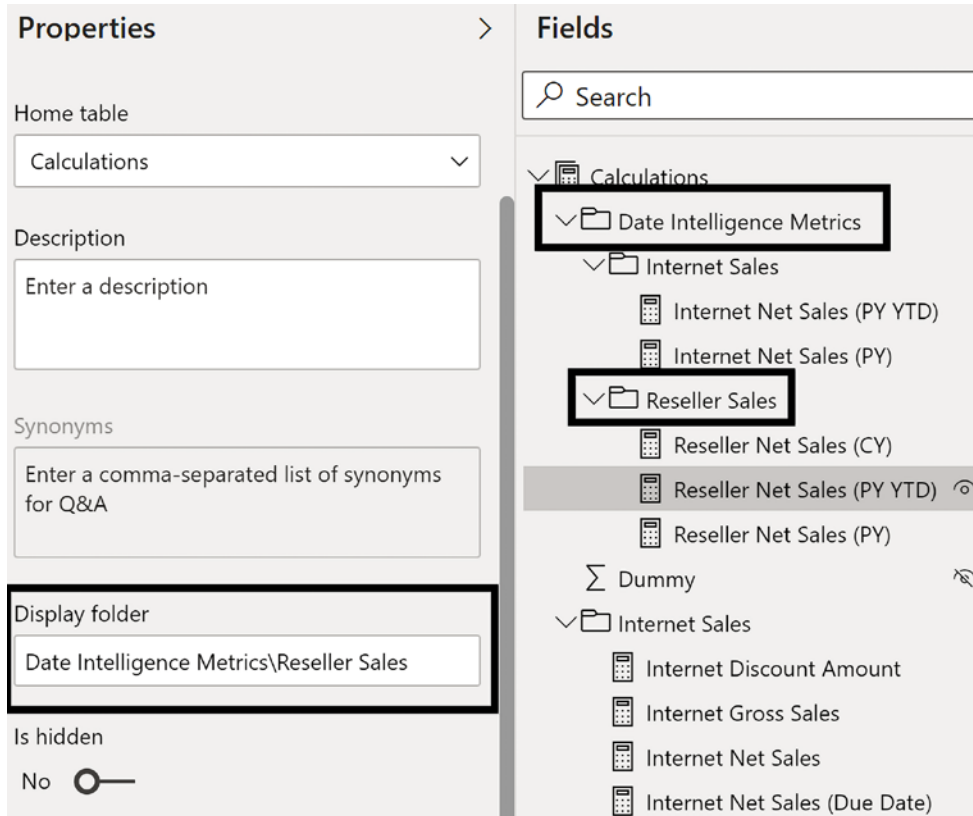 Properties
Home table
Calculations
Description
Enter a description
Synonyms
Enter a comma-separated list of synonyms
for Q&A
Display folder
Date Intelligence Metrics\Reseller Sales
Is hidden
No
Fields
Search
Calculations
Date Intelligence Metrics
Internet Sales
Internet Net Sales (PY YTD)
Internet Net Sales (PY)
Reseller Sales
Reseller Net Sales (CY)
Reseller Net Sales (PY YTD)
Reseller Net Sales (PY)
Dummy
Internet Sales
Internet Discount Amount
Internet Gross Sales
Internet Net Sales
Internet Net Sales (Due Date)